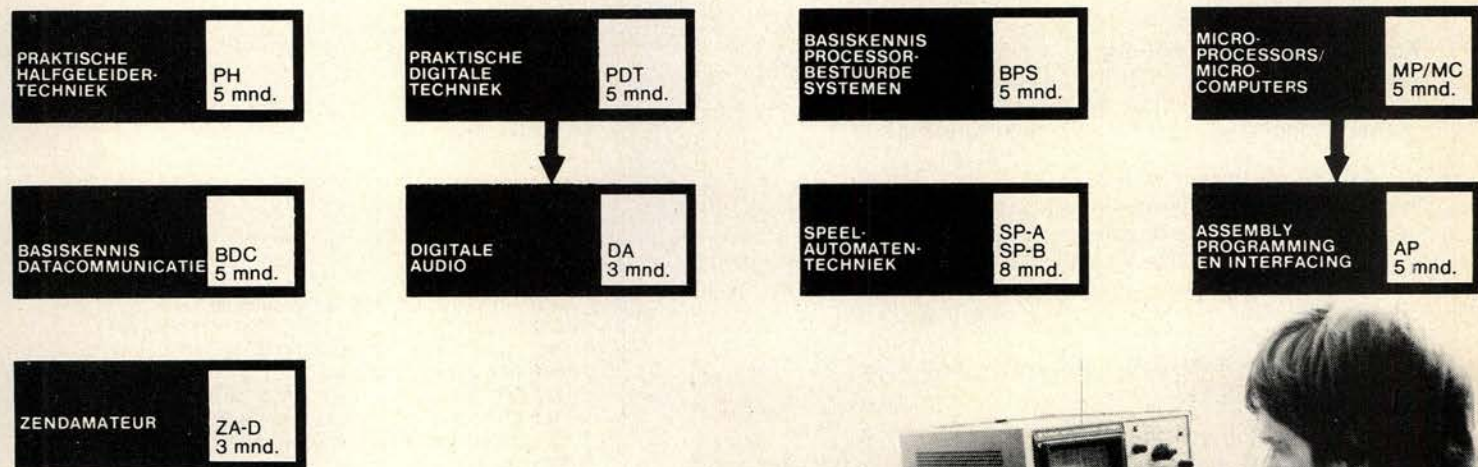 PRAKTISCHE
HALFGELEIDER-
TECHNIEK
PH
5 mnd.
PRAKTISCHE
DIGITALE
TECHNIEK
PDT
5 mnd.
BASISKENNIS
PROCESSOR-
BESTUURDE
SYSTEMEN
BPS
5 mnd.
MICRO-
PROCESSORS/
MICRO-
COMPUTERS
MP/MC
5 mnd.
BASISKENNIS
DATACOMMUNICATIE
BDC
5 mnd.
DIGITALE
AUDIO
DA
3 mnd.
SPEEL-
AUTOMATEN-
TECHNIEK
SP-A
SP-B
8 mnd.
ASSEMBLY
PROGRAMMING
EN INTERFACING
AP
5 mnd.
ZENDAMATEUR
ZA-D
3 mnd.